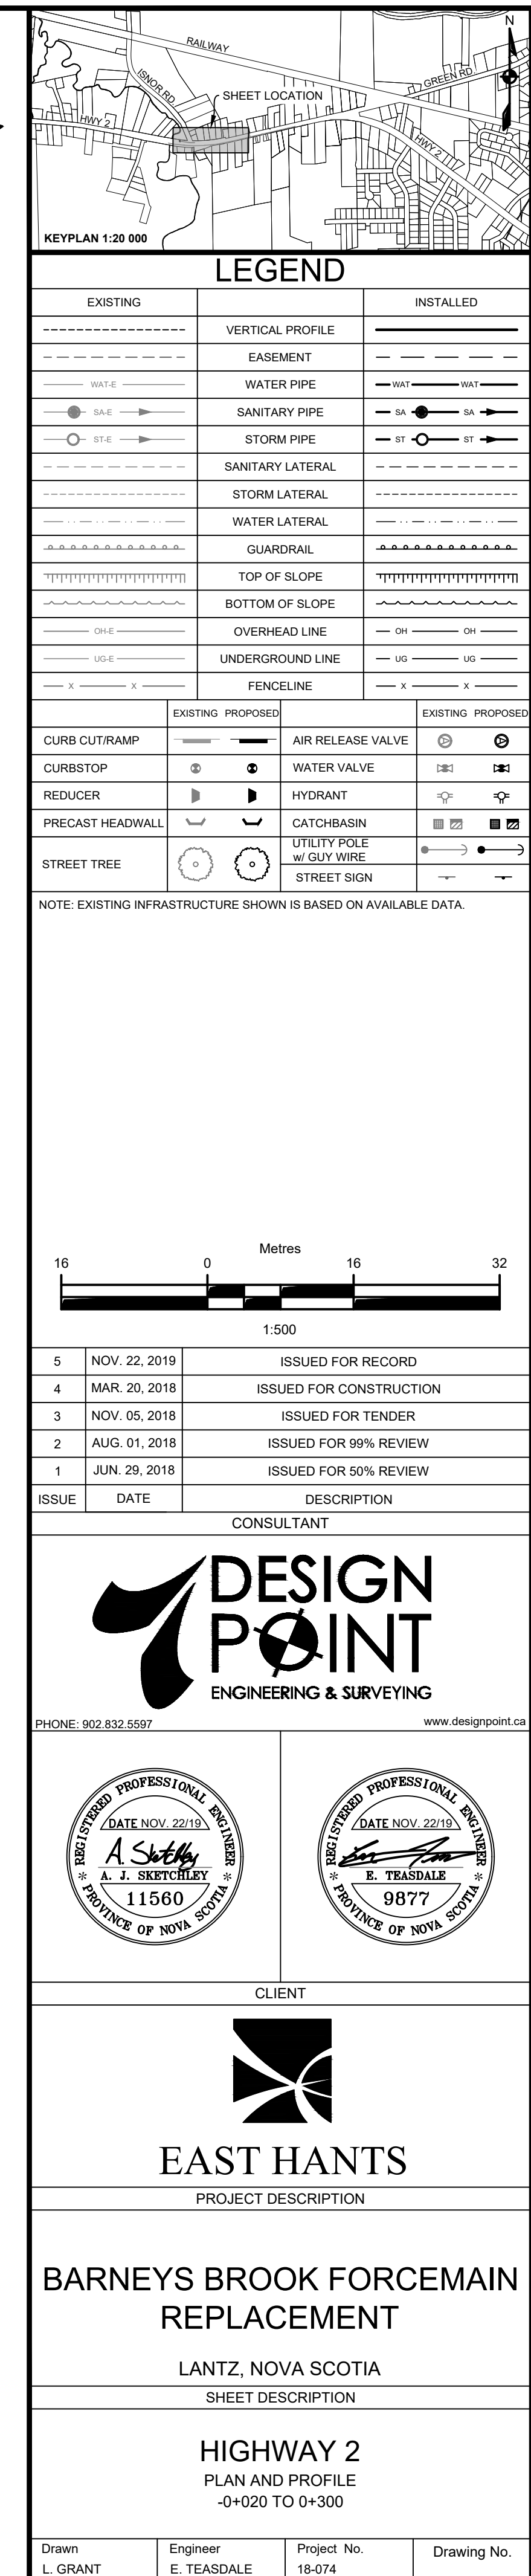 N
RAILWAY
ISNOR RD
GREEN RD
SHEET LOCATION
HWY 2
HWY 2
KEYPLAN 1:20 000
LEGEND
EXISTING INSTALLED
VERTICAL PROFILE
EASEMENT
WAT-E WATER PIPE WAT WAT
SA-E SANITARY PIPE SA SA
ST-E STORM PIPE ST ST
SANITARY LATERAL
STORM LATERAL
WATER LATERAL
GUARDRAIL
TOP OF SLOPE
BOTTOM OF SLOPE
OH-E OVERHEAD LINE OH OH
UG-E UNDERGROUND LINE UG UG
X X FENCELINE X X
EXISTING PROPOSED EXISTING PROPOSED
CURB CUT/RAMP AIR RELEASE VALVE
CURBSTOP WATER VALVE
REDUCER HYDRANT
PRECAST HEADWALL CATCHBASIN
STREET TREE
UTILITY POLE
w/ GUY WIRE
STREET SIGN
NOTE: EXISTING INFRASTRUCTURE SHOWN IS BASED ON AVAILABLE DATA.
Metres
16 0 16 32
1:500
5 NOV. 22, 2019 ISSUED FOR RECORD
4 MAR. 20, 2018 ISSUED FOR CONSTRUCTION
3 NOV. 05, 2018 ISSUED FOR TENDER
2 AUG. 01, 2018 ISSUED FOR 99% REVIEW
1 JUN. 29, 2018 ISSUED FOR 50% REVIEW
ISSUE DATE DESCRIPTION
CONSULTANT
DESIGN
POINT
ENGINEERING & SURVEYING
PHONE: 902.832.5597 www.designpoint.ca
REGISTERED PROFESSIONAL ENGINEER
DATE NOV. 22/19
A. Sketchley
A. J. SKETCHLEY
11560
PROVINCE OF NOVA SCOTIA
REGISTERED PROFESSIONAL ENGINEER
DATE NOV. 22/19
E. TEASDALE
9877
PROVINCE OF NOVA SCOTIA
CLIENT
EAST HANTS
PROJECT DESCRIPTION
BARNEYS BROOK FORCEMAIN
REPLACEMENT
LANTZ, NOVA SCOTIA
SHEET DESCRIPTION
HIGHWAY 2
PLAN AND PROFILE
-0+020 TO 0+300
Drawn Engineer Project No. Drawing No.
L. GRANT E. TEASDALE 18-074